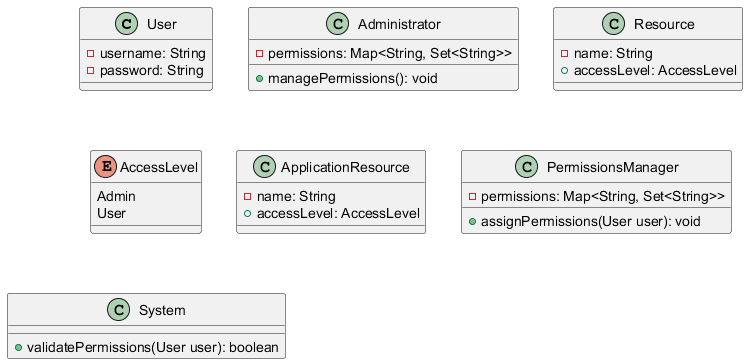 C User
username: String
password: String
C Administrator
permissions: Map<String, Set<String>>
managePermissions(): void
C Resource
name: String
accessLevel: AccessLevel
E AccessLevel
Admin
User
C ApplicationResource
name: String
accessLevel: AccessLevel
C PermissionsManager
permissions: Map<String, Set<String>>
assignPermissions(User user): void
C System
validatePermissions(User user): boolean